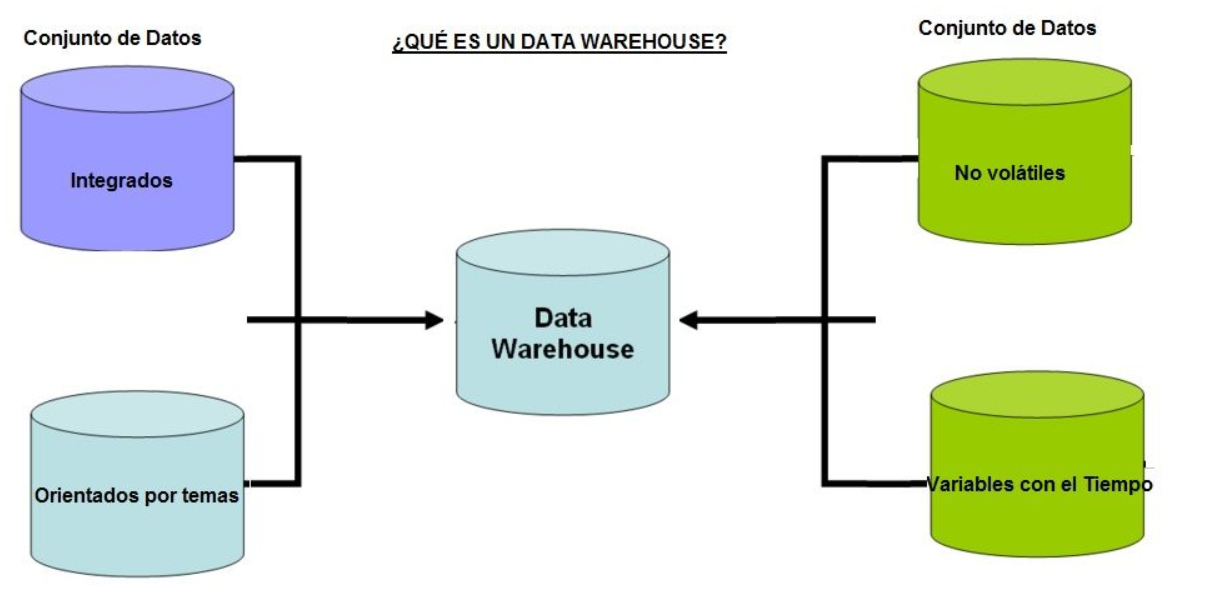 Conjunto de Datos
¿QUÉ ES UN DATA WAREHOUSE?
Conjunto de Datos
Integrados
No volátiles
Data
Warehouse
Orientados por temas
Variables con el Tiempo